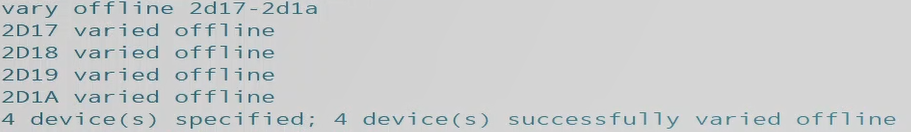 vary offline 2d17-2d1a
2D17 varied offline
2D18 varied offline
2D19 varied offline
2D1A varied offline
4 device(s) specified; 4 device(s) successfully varied offline